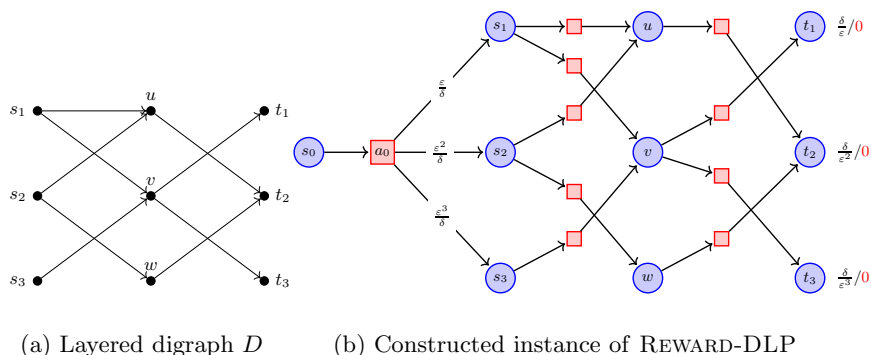 s₁ u t₁
s₂ v t₂
s₃ w t₃
(a) Layered digraph D
s₁ u t₁ δ/ε/0
ε/δ
s₀ a₀ ε²/δ s₂ v t₂ δ/ε²/0
ε³/δ
s₃ w t₃ δ/ε³/0
(b) Constructed instance of REWARD-DLP